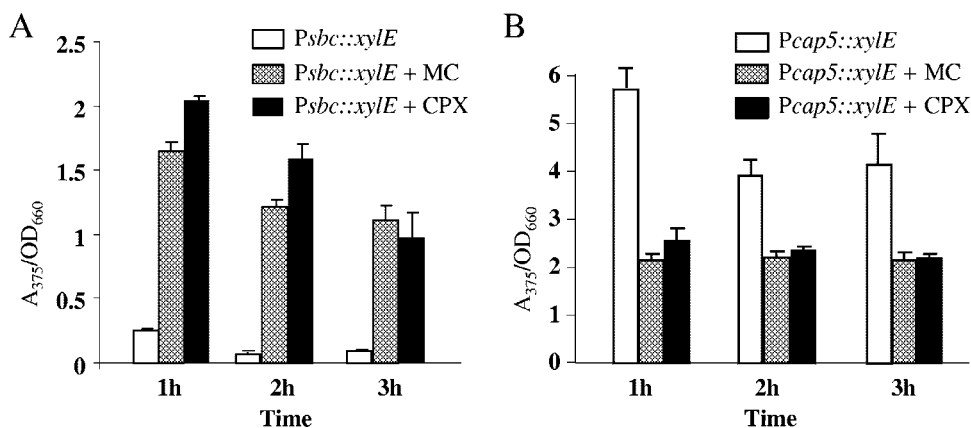 A
Psbc::xylE
Psbc::xylE + MC
Psbc::xylE + CPX
2.5
2
1.5
1
0.5
0
A375/OD660
1h 2h 3h
Time
B
Pcap5::xylE
Pcap5::xylE + MC
Pcap5::xylE + CPX
6
5
4
3
2
1
0
A375/OD660
1h 2h 3h
Time